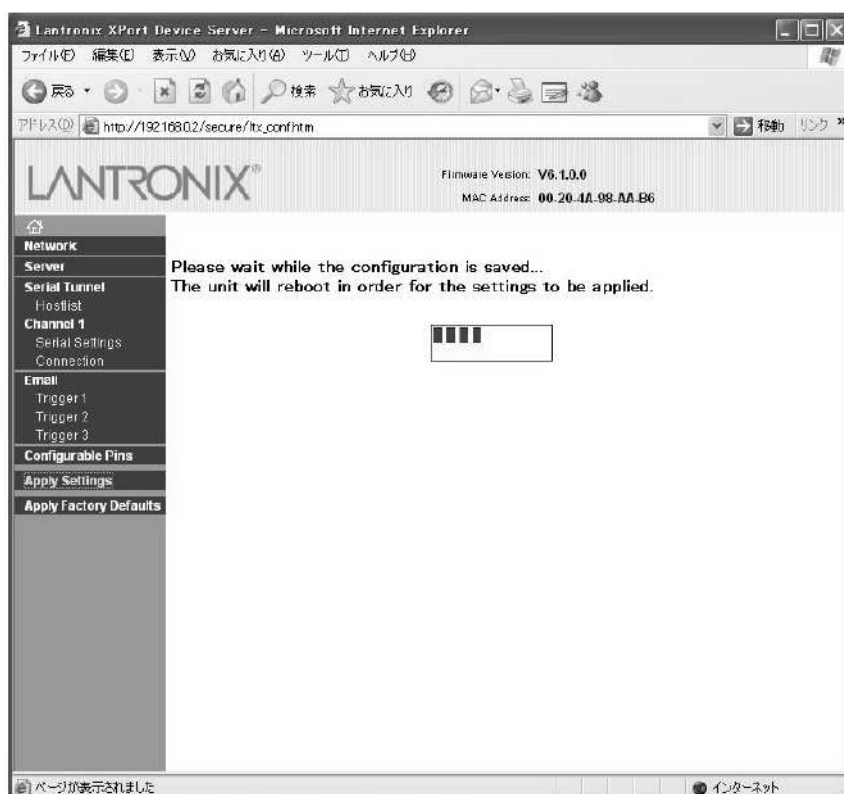 Lantronix XPort Device Server - Microsoft Internet Explorer
ファイル(F) 編集(E) 表示(V) お気に入り(A) ツール(T) ヘルプ(H)
戻る 検索 お気に入り
アドレス(D) http://192.168.0.2/secure/ltx_conf.htm 移動 リンク »
LANTRONIX®
Firmware Version: V6.1.0.0
MAC Address: 00-20-4A-98-AA-B6
Network
Server
Serial Tunnel
Hostlist
Channel 1
Serial Settings
Connection
Email
Trigger 1
Trigger 2
Trigger 3
Configurable Pins
Apply Settings
Apply Factory Defaults
Please wait while the configuration is saved...
The unit will reboot in order for the settings to be applied.
ページが表示されました インターネット